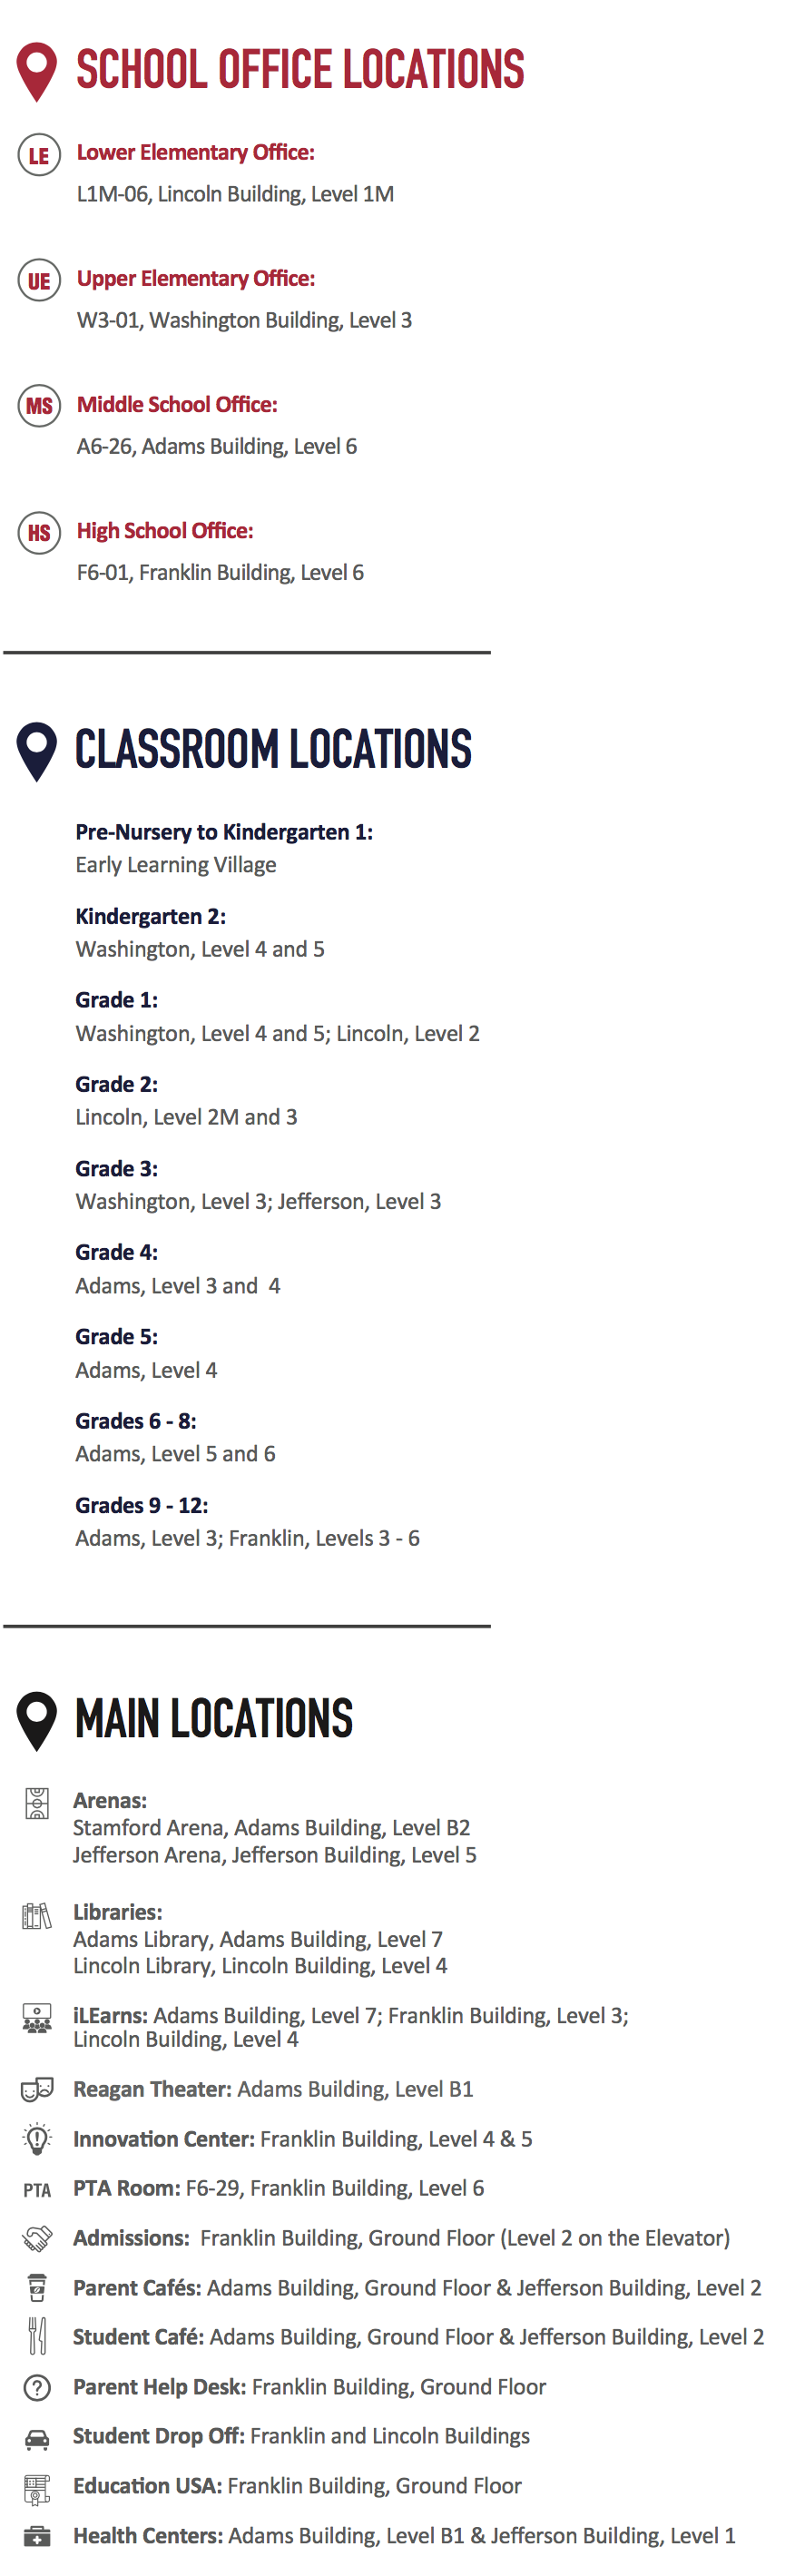 SCHOOL OFFICE LOCATIONS
LE
Lower Elementary Office:
L1M-06, Lincoln Building, Level 1M
UE
Upper Elementary Office:
W3-01, Washington Building, Level 3
MS
Middle School Office:
A6-26, Adams Building, Level 6
HS
High School Office:
F6-01, Franklin Building, Level 6
CLASSROOM LOCATIONS
Pre-Nursery to Kindergarten 1:
Early Learning Village
Kindergarten 2:
Washington, Level 4 and 5
Grade 1:
Washington, Level 4 and 5; Lincoln, Level 2
Grade 2:
Lincoln, Level 2M and 3
Grade 3:
Washington, Level 3; Jefferson, Level 3
Grade 4:
Adams, Level 3 and 4
Grade 5:
Adams, Level 4
Grades 6 - 8:
Adams, Level 5 and 6
Grades 9 - 12:
Adams, Level 3; Franklin, Levels 3 - 6
MAIN LOCATIONS
Arenas:
Stamford Arena, Adams Building, Level B2
Jefferson Arena, Jefferson Building, Level 5
Libraries:
Adams Library, Adams Building, Level 7
Lincoln Library, Lincoln Building, Level 4
iLEarns: Adams Building, Level 7; Franklin Building, Level 3;
Lincoln Building, Level 4
Reagan Theater: Adams Building, Level B1
Innovation Center: Franklin Building, Level 4 & 5
PTA PTA Room: F6-29, Franklin Building, Level 6
Admissions: Franklin Building, Ground Floor (Level 2 on the Elevator)
Parent Cafés: Adams Building, Ground Floor & Jefferson Building, Level 2
Student Café: Adams Building, Ground Floor & Jefferson Building, Level 2
Parent Help Desk: Franklin Building, Ground Floor
Student Drop Off: Franklin and Lincoln Buildings
Education USA: Franklin Building, Ground Floor
Health Centers: Adams Building, Level B1 & Jefferson Building, Level 1